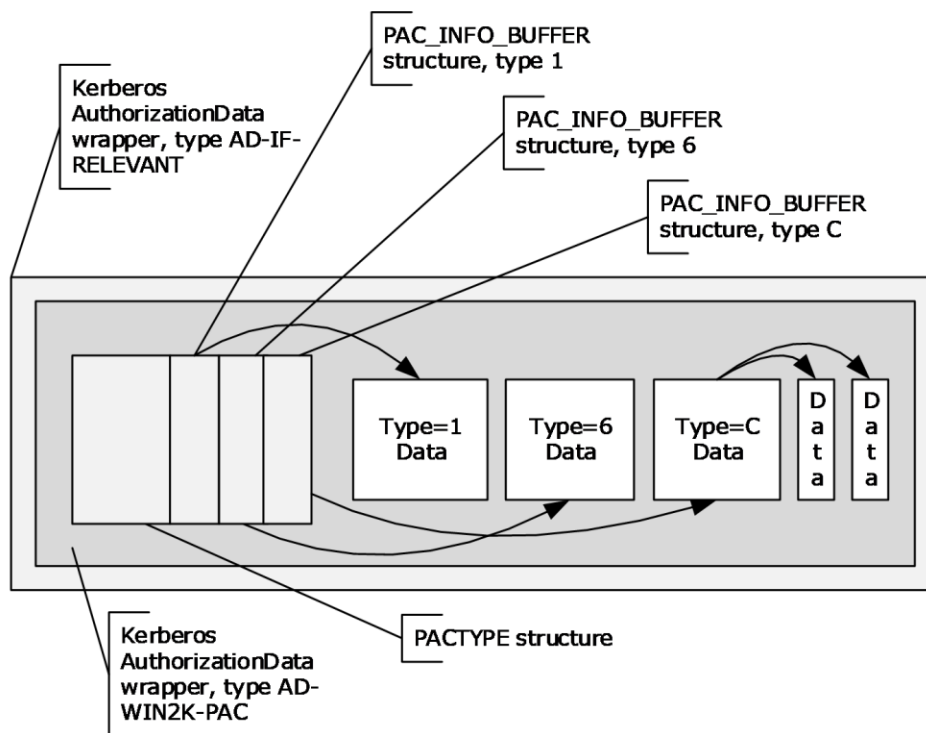 PAC_INFO_BUFFER
structure, type 1
Kerberos
AuthorizationData
wrapper, type AD-IF-
RELEVANT
PAC_INFO_BUFFER
structure, type 6
PAC_INFO_BUFFER
structure, type C
Type=1
Data
Type=6
Data
Type=C
Data
D
a
t
a
D
a
t
a
Kerberos
AuthorizationData
wrapper, type AD-
WIN2K-PAC
PACTYPE structure